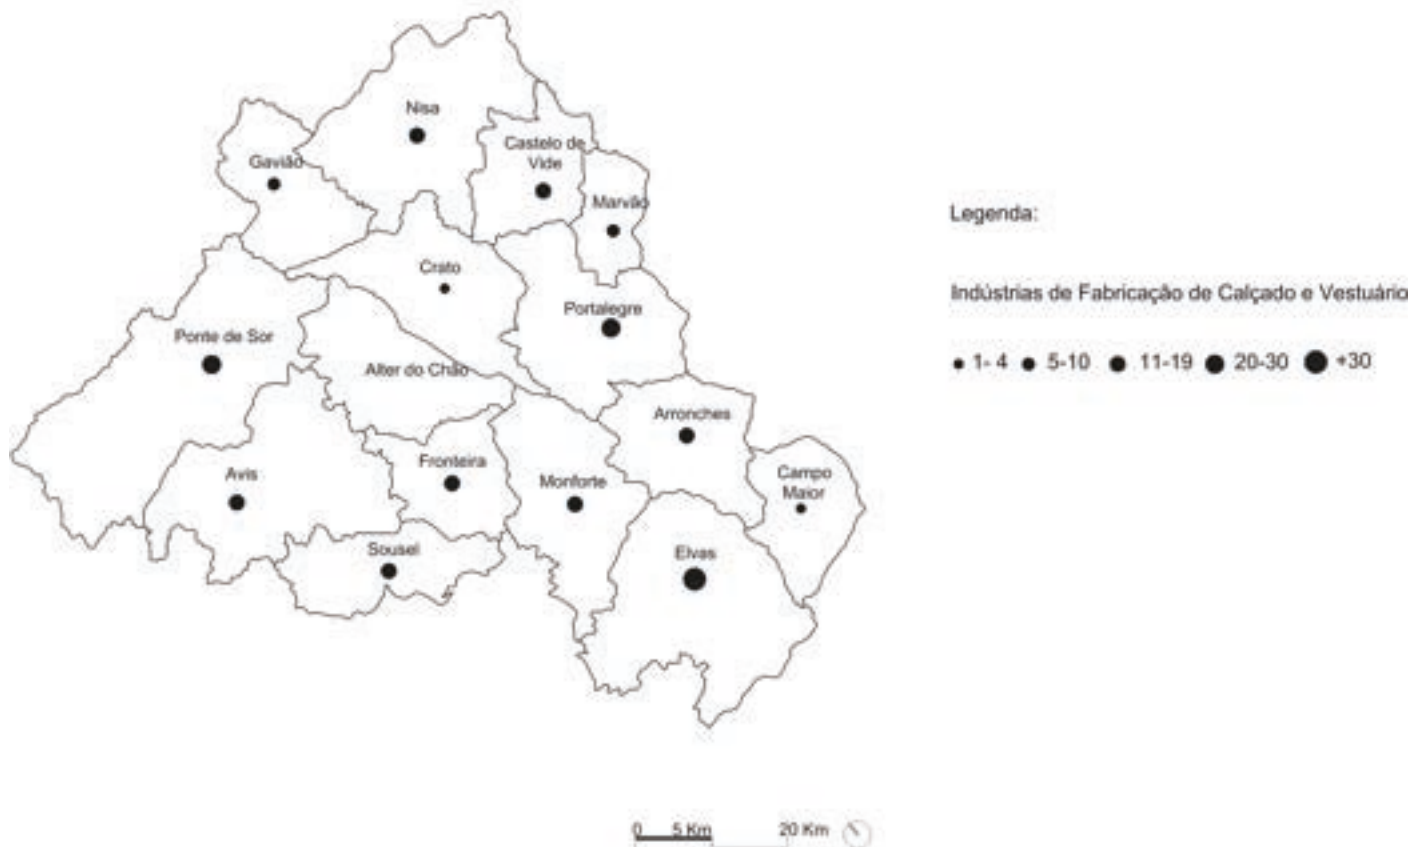 Nisa
Castelo de
Vide
Gavião
Marvão
Crato
Portalegre
Ponte de Sor
Alter do Chão
Arronches
Fronteira
Avis
Monforte
Campo
Maior
Sousel
Elvas
Legenda:
Indústrias de Fabricação de Calçado e Vestuário
1- 4 5-10 11-19 20-30 +30
0 5 Km 20 Km